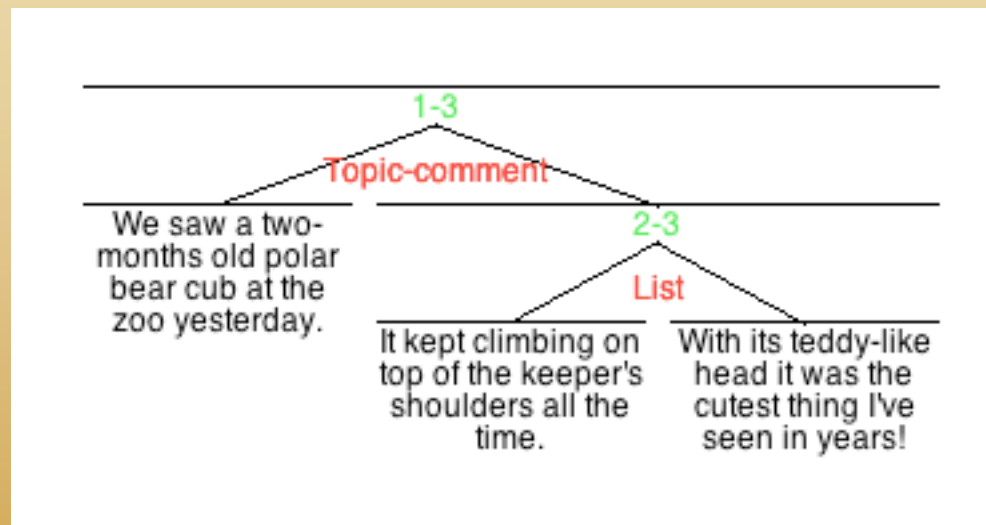 1-3
Topic-comment
We saw a two-
months old polar
bear cub at the
zoo yesterday.
2-3
List
It kept climbing on
top of the keeper's
shoulders all the
time.
With its teddy-like
head it was the
cutest thing I've
seen in years!